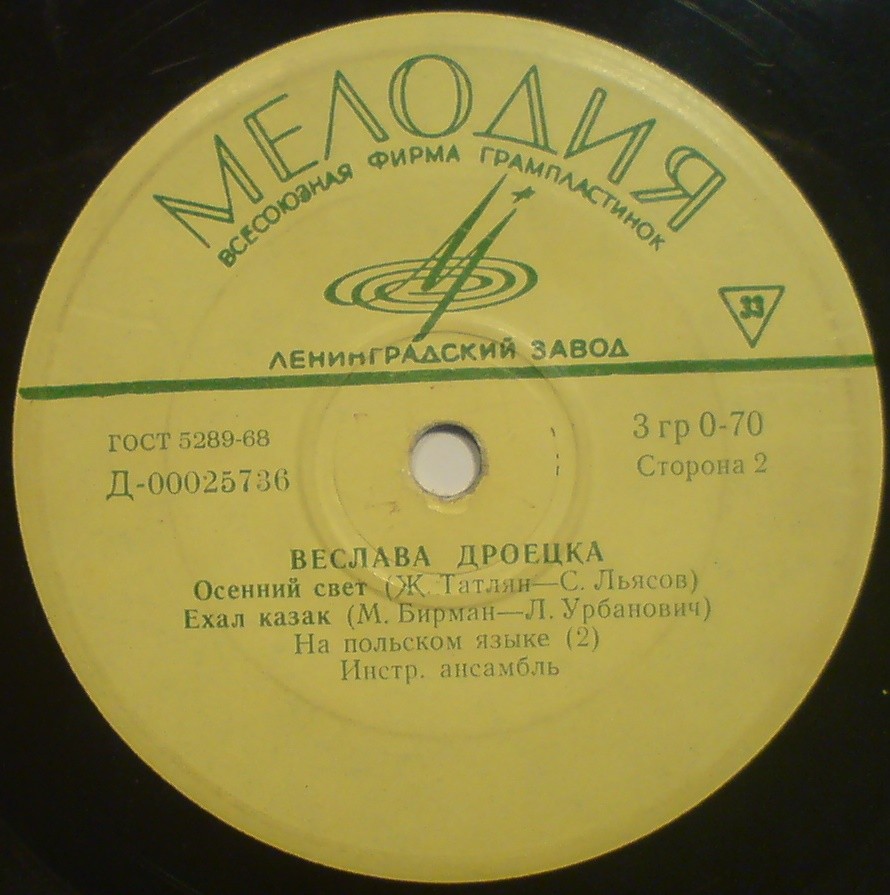 МЕЛОДИЯ
ВСЕСОЮЗНАЯ ФИРМА ГРАМПЛАСТИНОК
33
ЛЕНИНГРАДСКИЙ ЗАВОД
ГОСТ 5289-68
Д-00025736
3 гр 0-70
Сторона 2
ВЕСЛАВА ДРОЕЦКА
Осенний свет (Ж. Татлян—С. Льясов)
Ехал казак (М. Бирман—Л. Урбанович)
На польском языке (2)
Инстр. ансамбль